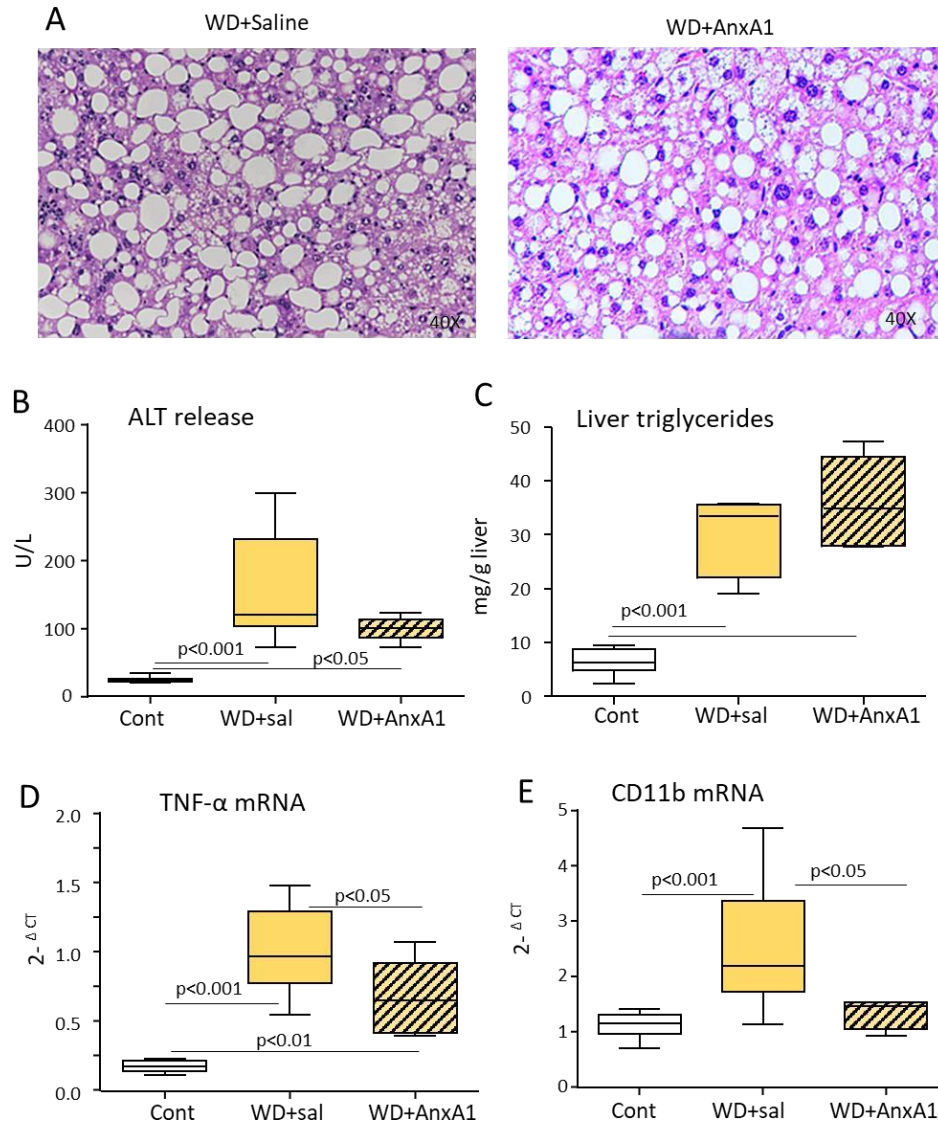 A
WD+Saline
WD+AnxA1
40X
40X
B
ALT release
U/L
400
300
200
100
0
p<0.001
p<0.05
Cont
WD+sal
WD+AnxA1
C
Liver triglycerides
mg/g liver
50
40
30
20
10
0
p<0.001
Cont
WD+sal
WD+AnxA1
D
TNF-α mRNA
2- Δ CT
2.0
1.5
1.0
0.5
0.0
p<0.05
p<0.001
p<0.01
Cont
WD+sal
WD+AnxA1
E
CD11b mRNA
2- Δ CT
5
4
3
2
1
0
p<0.001
p<0.05
Cont
WD+sal
WD+AnxA1